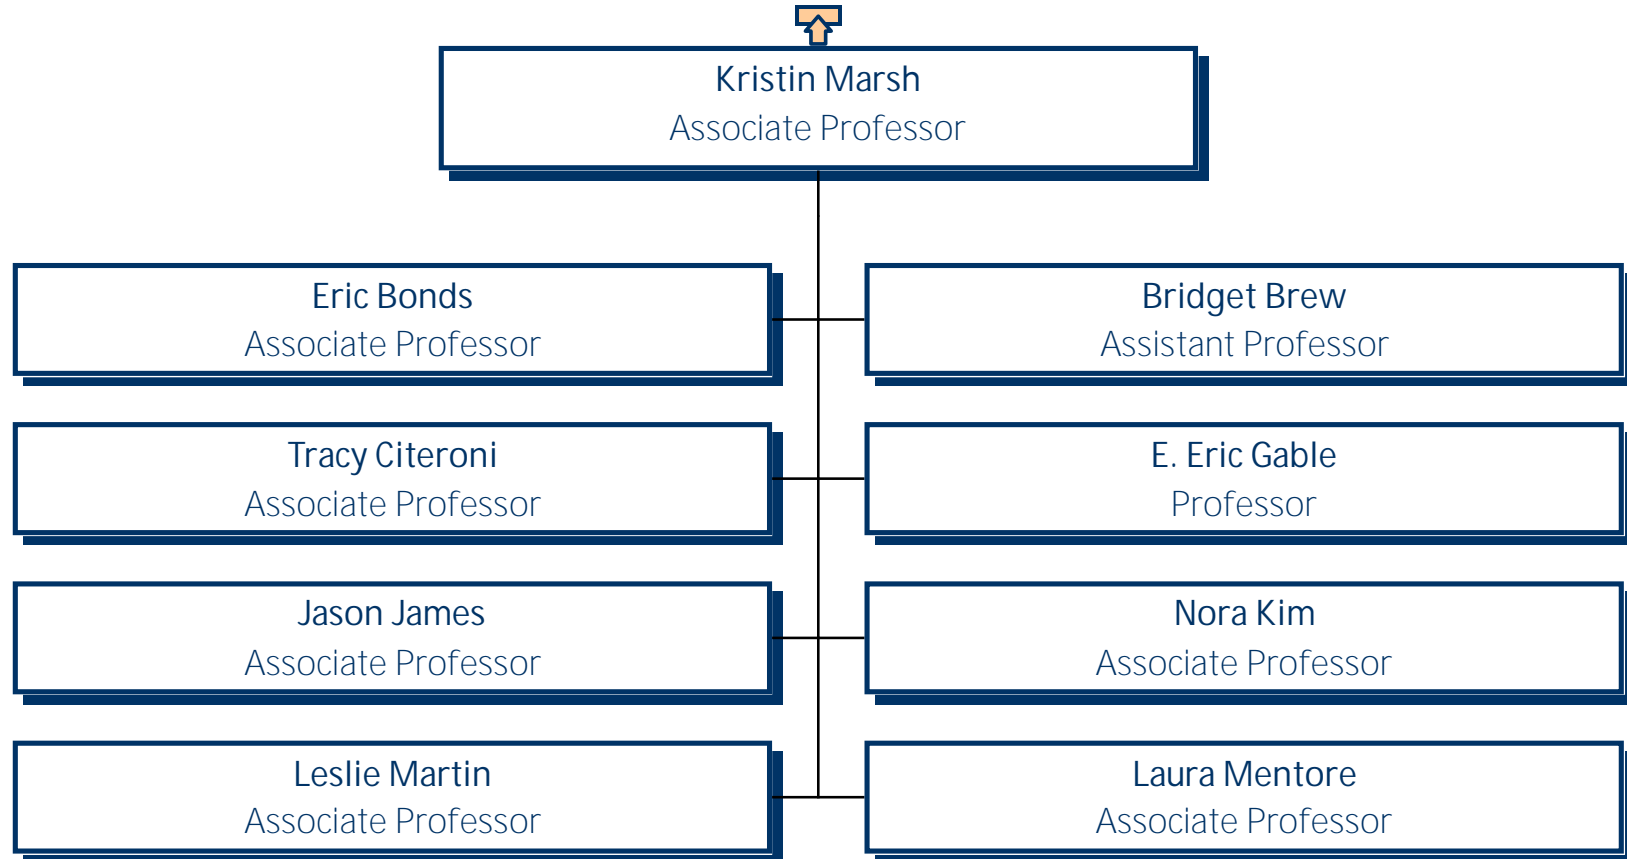 Kristin Marsh
Associate Professor
Eric Bonds
Associate Professor
Bridget Brew
Assistant Professor
Tracy Citeroni
Associate Professor
E. Eric Gable
Professor
Jason James
Associate Professor
Nora Kim
Associate Professor
Leslie Martin
Associate Professor
Laura Mentore
Associate Professor